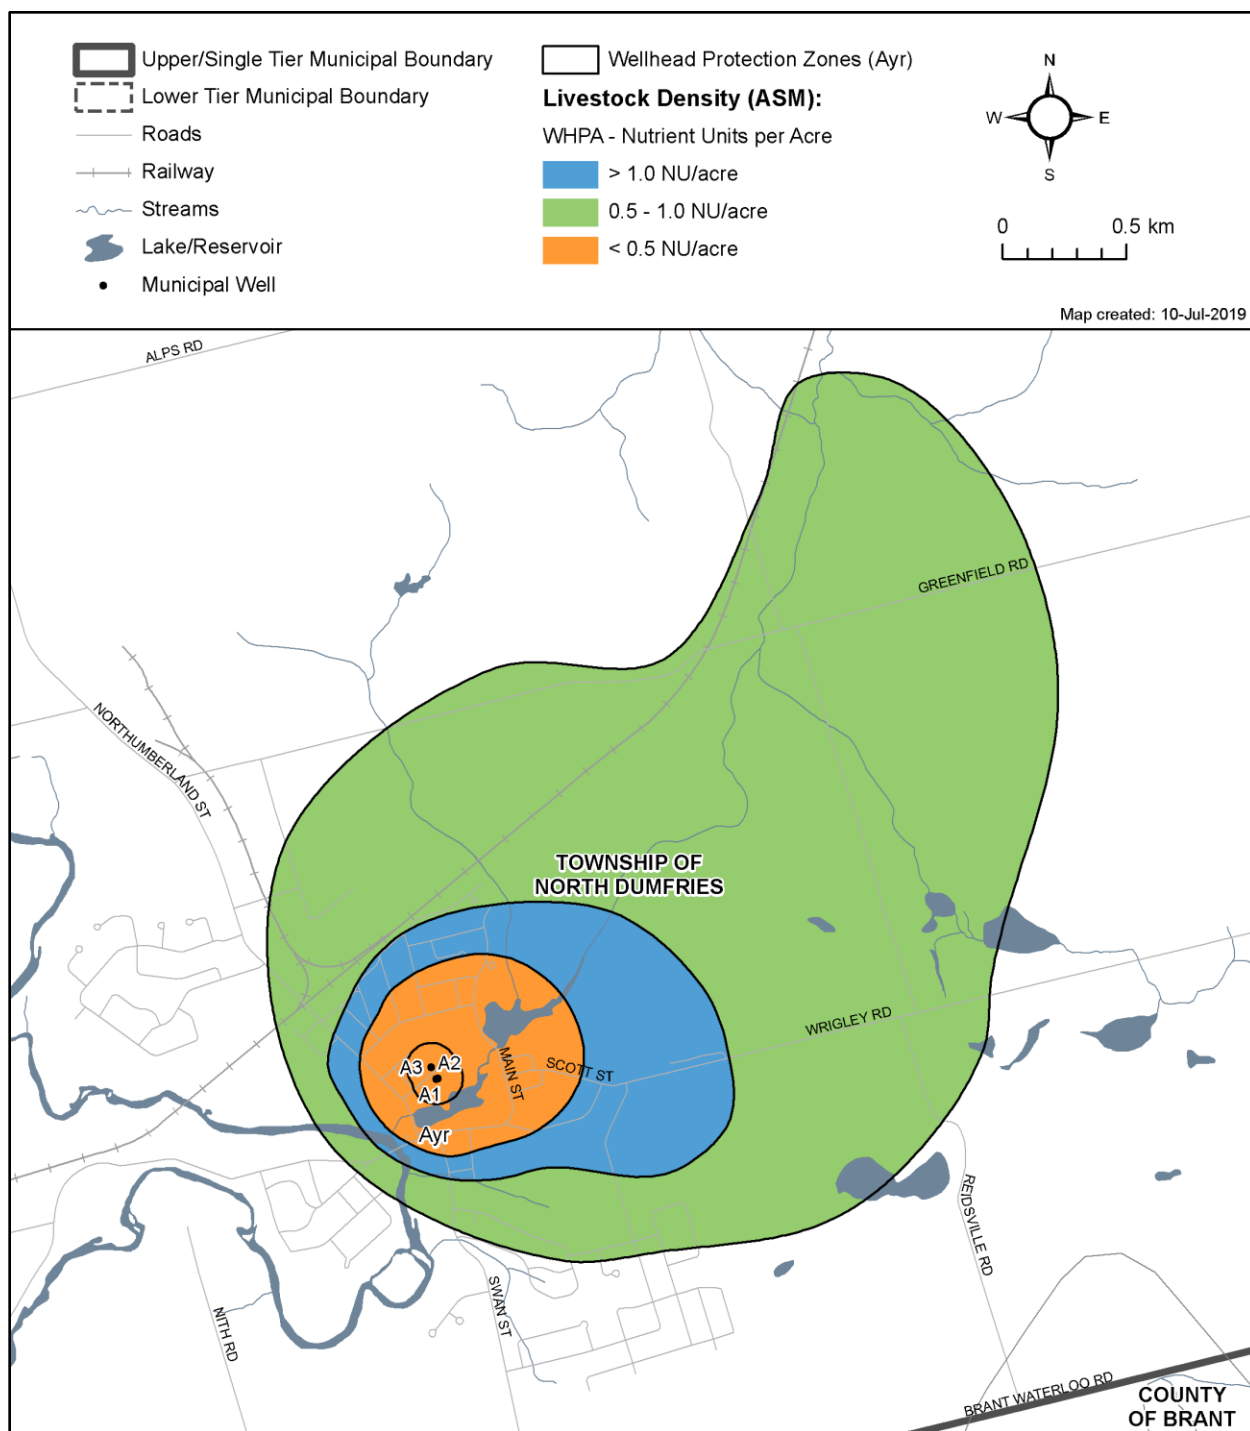 Upper/Single Tier Municipal Boundary
Lower Tier Municipal Boundary
Roads
Railway
Streams
Lake/Reservoir
Municipal Well
Wellhead Protection Zones (Ayr)
Livestock Density (ASM):
WHPA - Nutrient Units per Acre
> 1.0 NU/acre
0.5 - 1.0 NU/acre
< 0.5 NU/acre
N
W
E
S
0
0.5 km
Map created: 10-Jul-2019
ALPS RD
GREENFIELD RD
NORTHUMBERLAND ST
TOWNSHIP OF
NORTH DUMFRIES
WRIGLEY RD
SCOTT ST
MAIN ST
A3
A2
A1
Ayr
REIDSVILLE RD
SWAN ST
NITH RD
BRANT WATERLOO RD
COUNTY
OF BRANT